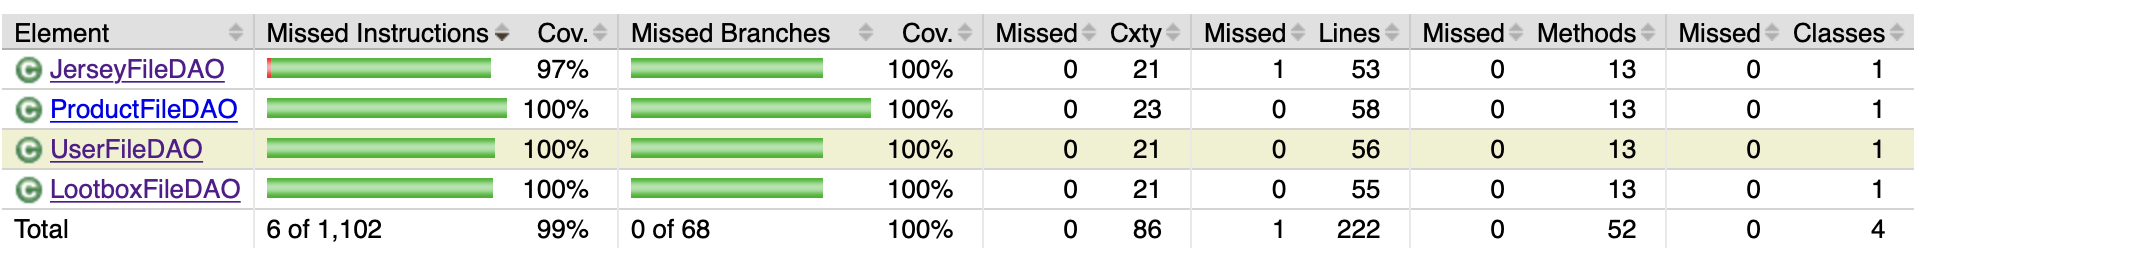 Element Missed Instructions Cov. Missed Branches Cov. Missed Cxty Missed Lines Missed Methods Missed Classes
C JerseyFileDAO 97% 100% 0 21 1 53 0 13 0 1
C ProductFileDAO 100% 100% 0 23 0 58 0 13 0 1
C UserFileDAO 100% 100% 0 21 0 56 0 13 0 1
C LootboxFileDAO 100% 100% 0 21 0 55 0 13 0 1
Total 6 of 1,102 99% 0 of 68 100% 0 86 1 222 0 52 0 4